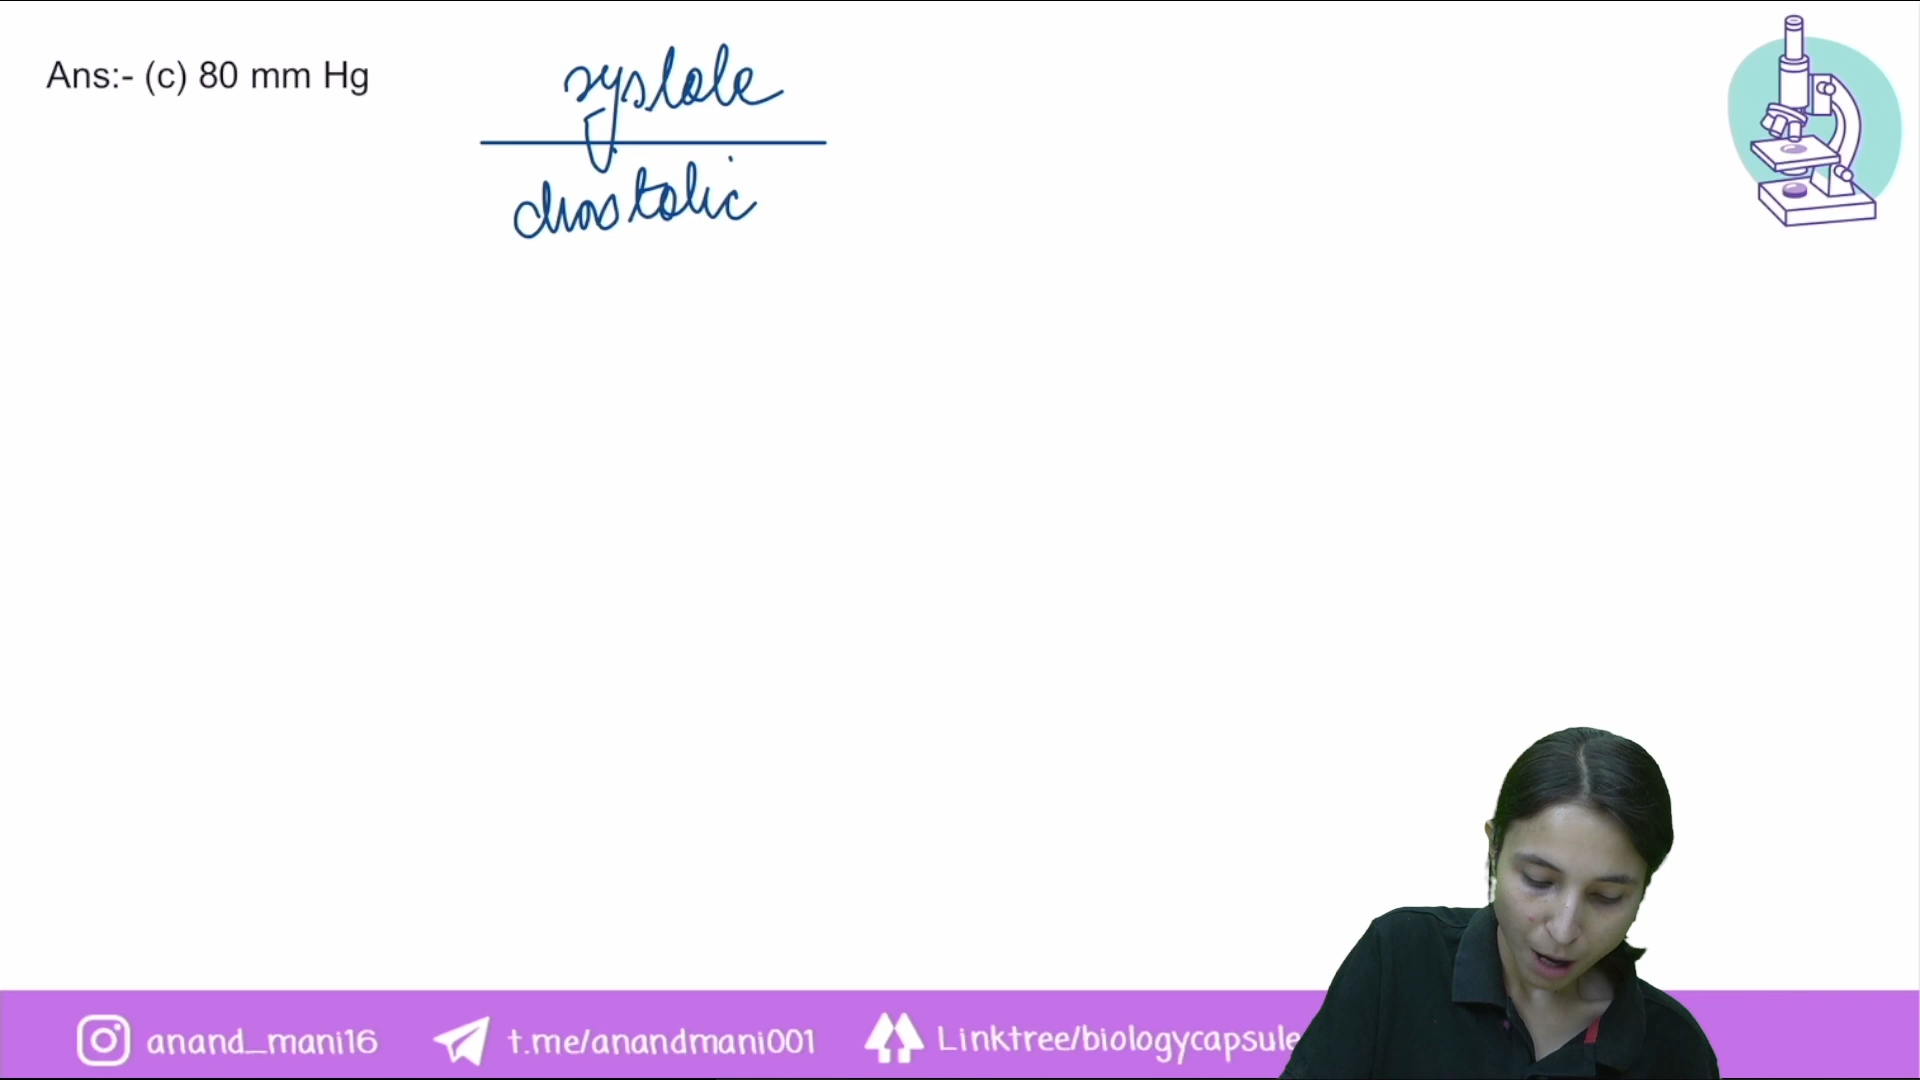 Ans:- (c) 80 mm Hg
systole
diastolic
anand_mani16
t.me/anandmani001
Linktree/biologycapsule